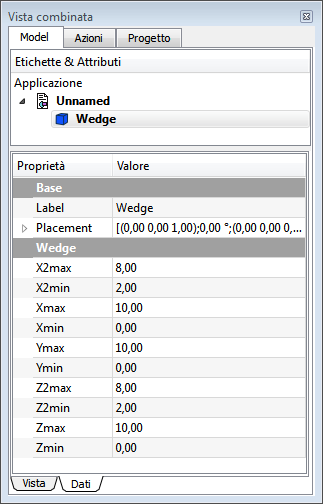 Vista combinata
Model Azioni Progetto
Etichette & Attributi
Applicazione
Unnamed
Wedge
Proprietà Valore
Base
Label Wedge
Placement [(0,00 0,00 1,00);0,00 °;(0,00 0,00 0,...
Wedge
X2max 8,00
X2min 2,00
Xmax 10,00
Xmin 0,00
Ymax 10,00
Ymin 0,00
Z2max 8,00
Z2min 2,00
Zmax 10,00
Zmin 0,00
Vista Dati